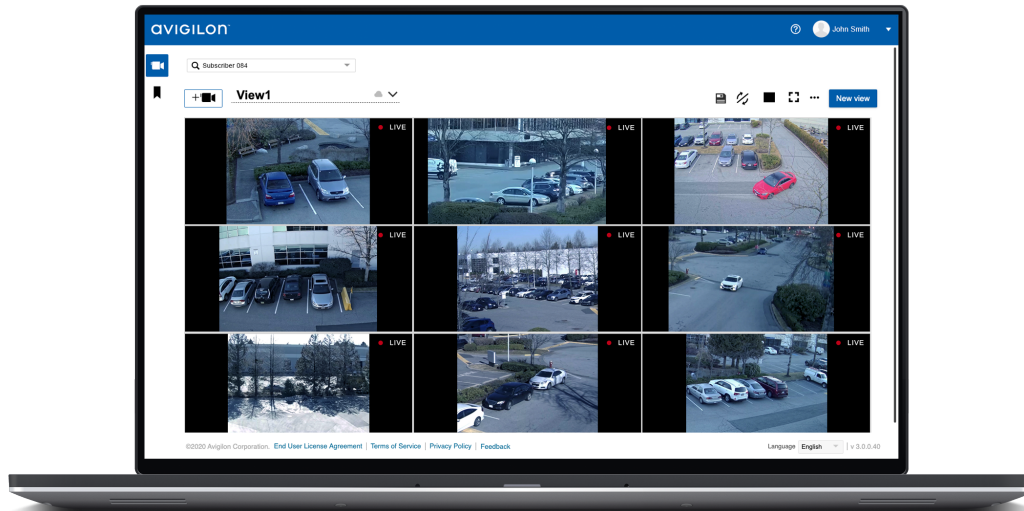 aviGiLon
John Smith
Subscriber 084
View1
New view
LIVE
LIVE
LIVE
LIVE
LIVE
LIVE
LIVE
LIVE
LIVE
©2020 Avigilon Corporation. End User License Agreement | Terms of Service | Privacy Policy | Feedback
Language English | v 3.0.0.40